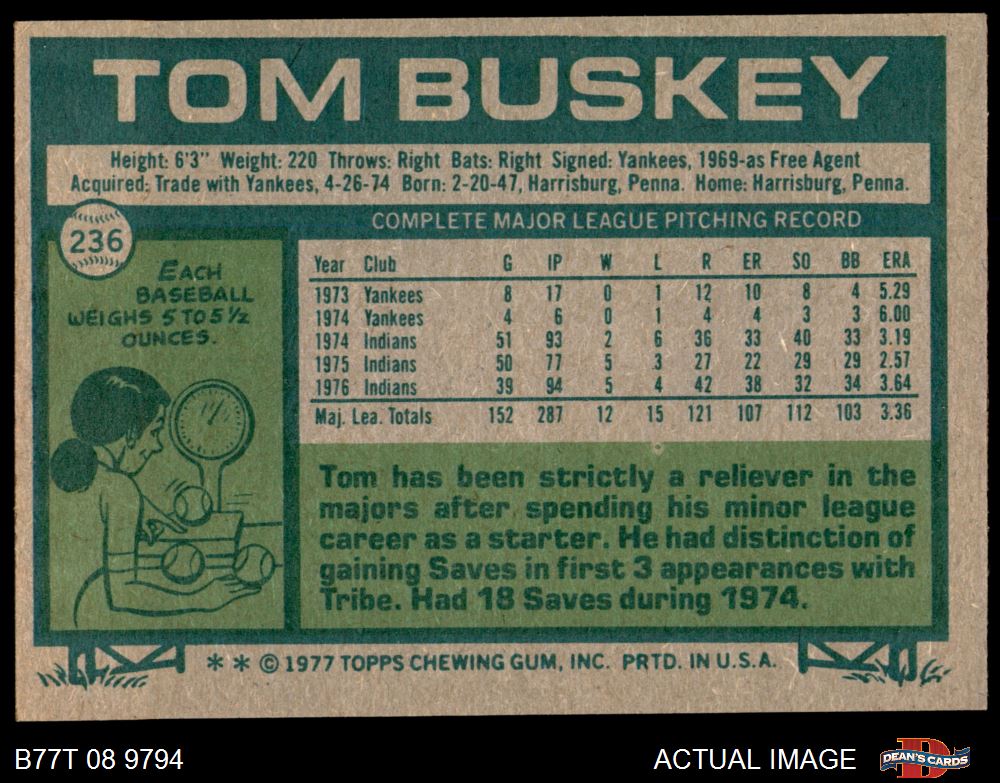 TOM BUSKEY
Height: 6'3" Weight: 220 Throws: Right Bats: Right Signed: Yankees, 1969-as Free Agent
Acquired: Trade with Yankees, 4-26-74 Born: 2-20-47, Harrisburg, Penna. Home: Harrisburg, Penna.
236
EACH
BASEBALL
WEIGHS 5 TO 5½
OUNCES.
COMPLETE MAJOR LEAGUE PITCHING RECORD
Year Club G IP W L R ER SO BB ERA
1973 Yankees 8 17 0 1 12 10 8 4 5.29
1974 Yankees 4 6 0 1 4 4 3 3 6.00
1974 Indians 51 93 2 6 36 33 40 33 3.19
1975 Indians 50 77 5 3 27 22 29 29 2.57
1976 Indians 39 94 5 4 42 38 32 34 3.64
Maj. Lea. Totals 152 287 12 15 121 107 112 103 3.36
Tom has been strictly a reliever in the
majors after spending his minor league
career as a starter. He had distinction of
gaining Saves in first 3 appearances with
Tribe. Had 18 Saves during 1974.
** © 1977 TOPPS CHEWING GUM, INC. PRTD. IN U.S.A.
B77T 08 9794
ACTUAL IMAGE
D
DEAN'S CARDS